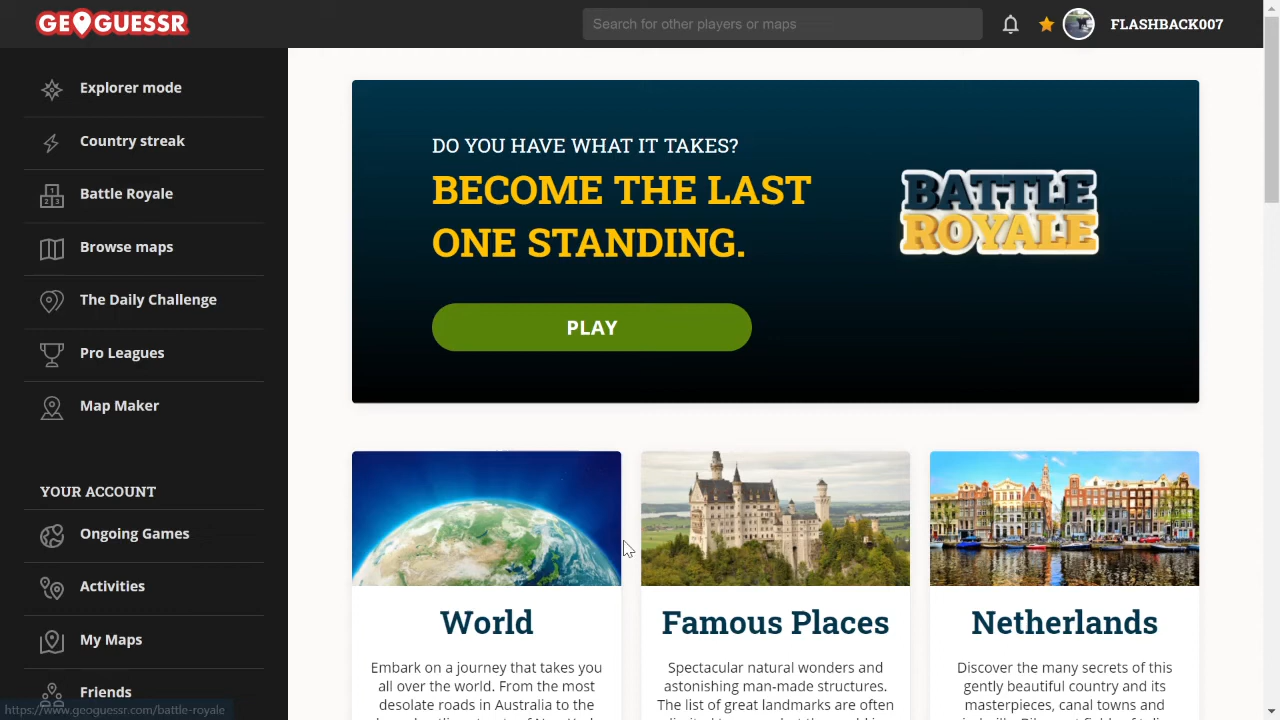 GEOGUESSR
Search for other players or maps
FLASHBACK007
Explorer mode
Country streak
Battle Royale
Browse maps
The Daily Challenge
Pro Leagues
Map Maker
YOUR ACCOUNT
Ongoing Games
Activities
My Maps
Friends
https://www.geoguessr.com/battle-royale
DO YOU HAVE WHAT IT TAKES?
BECOME THE LAST
ONE STANDING.
PLAY
BATTLE
ROYALE
World
Embark on a journey that takes you
all over the world. From the most
desolate roads in Australia to the
Famous Places
Spectacular natural wonders and
astonishing man-made structures.
The list of great landmarks are often
Netherlands
Discover the many secrets of this
gently beautiful country and its
masterpieces, canal towns and